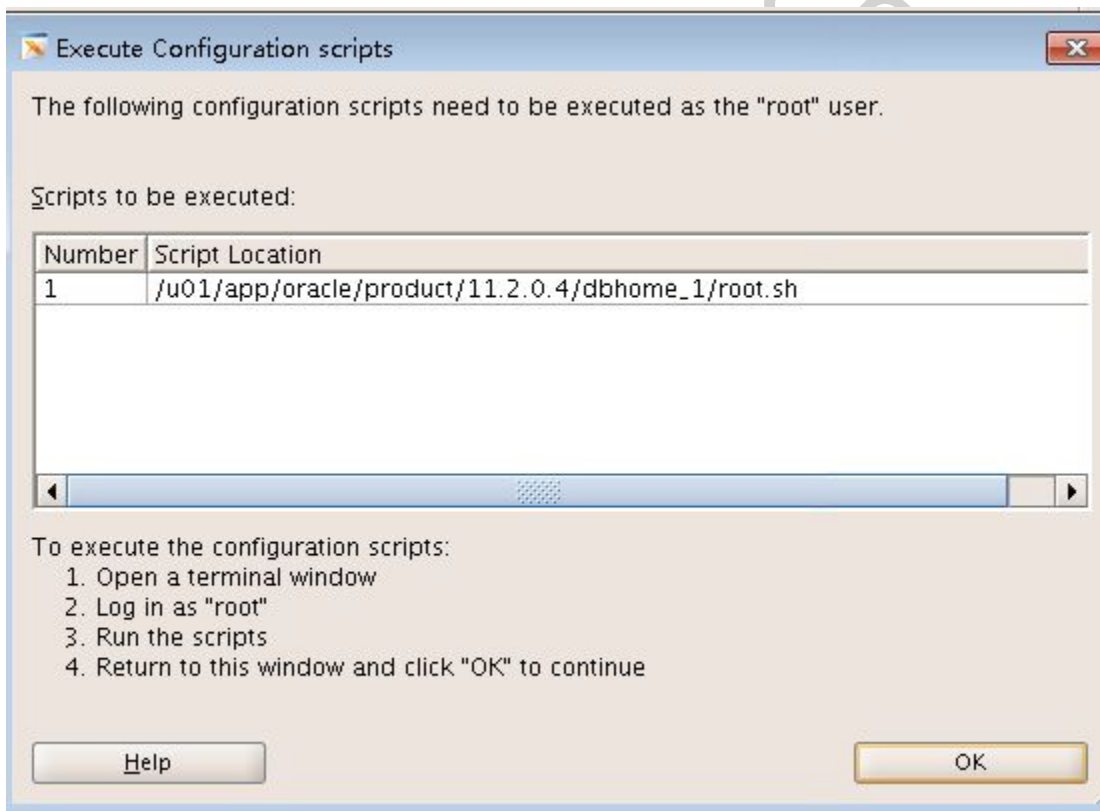 Execute Configuration scripts
The following configuration scripts need to be executed as the "root" user.
Scripts to be executed:
Number Script Location
1 /u01/app/oracle/product/11.2.0.4/dbhome_1/root.sh
To execute the configuration scripts:
1. Open a terminal window
2. Log in as "root"
3. Run the scripts
4. Return to this window and click "OK" to continue
Help OK